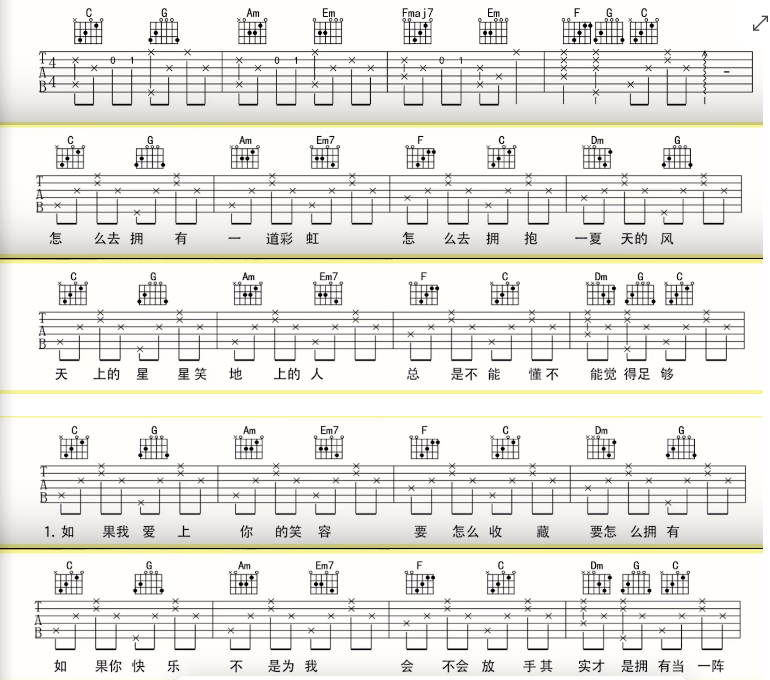 C G Am Em Fmaj7 Em F G C
T 4 0 1 0 1 0 1
A 4
B
C G Am Em7 F C Dm G
T
A
B
怎 么去 拥 有 一 道彩 虹 怎 么去 拥 抱 一夏 天的 风
C G Am Em7 F C Dm G C
T
A
B
天 上的 星 星 笑 地 上的 人 总 是不 能 懂 不 能觉 得足 够
C G Am Em7 F C Dm G
T
A
B
1. 如 果我 爱 上 你 的笑 容 要 怎么 收 藏 要怎 么拥 有
C G Am Em7 F C Dm G C
T
A
B
如 果你 快 乐 不 是为 我 会 不会 放 手 其 实才 是拥 有当 一阵